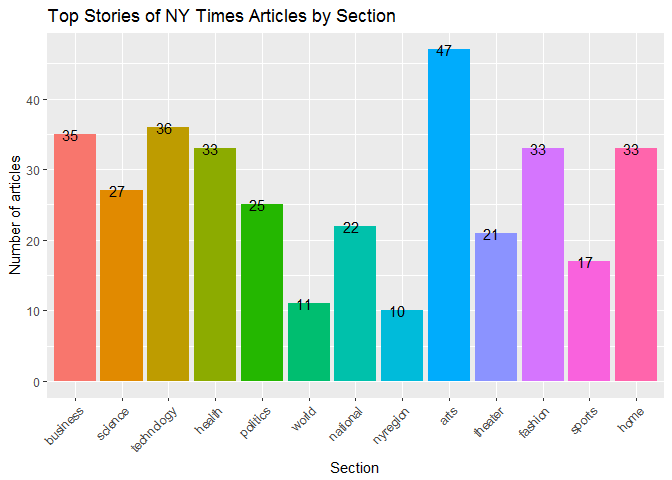 Top Stories of NY Times Articles by Section
Number of articles
40
30
20
10
0
35
27
36
33
25
11
22
10
47
21
33
17
33
business
science
technology
health
politics
world
national
nyregion
arts
theater
fashion
sports
home
Section